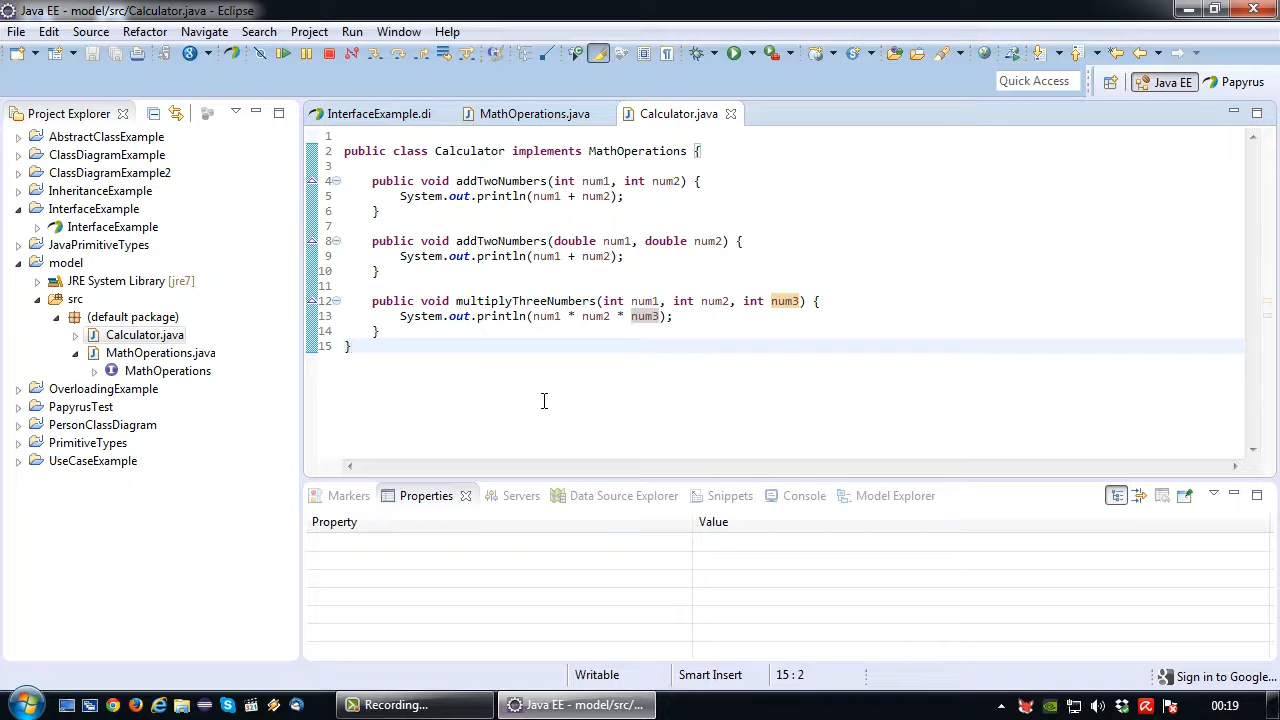 Java EE - model/src/Calculator.java - Eclipse
File Edit Source Refactor Navigate Search Project Run Window Help
Quick Access Java EE Papyrus
Project Explorer
AbstractClassExample
ClassDiagramExample
ClassDiagramExample2
InheritanceExample
InterfaceExample
InterfaceExample
JavaPrimitiveTypes
model
JRE System Library [jre7]
src
(default package)
Calculator.java
MathOperations.java
MathOperations
OverloadingExample
PapyrusTest
PersonClassDiagram
PrimitiveTypes
UseCaseExample
InterfaceExample.di MathOperations.java Calculator.java
1
2 public class Calculator implements MathOperations {
3
4 public void addTwoNumbers(int num1, int num2) {
5 System.out.println(num1 + num2);
6 }
7
8 public void addTwoNumbers(double num1, double num2) {
9 System.out.println(num1 + num2);
10 }
11
12 public void multiplyThreeNumbers(int num1, int num2, int num3) {
13 System.out.println(num1 * num2 * num3);
14 }
15 }
Markers Properties Servers Data Source Explorer Snippets Console Model Explorer
Property Value
Writable Smart Insert 15 : 2 Sign in to Google...
Recording... Java EE - model/src/... 00:19